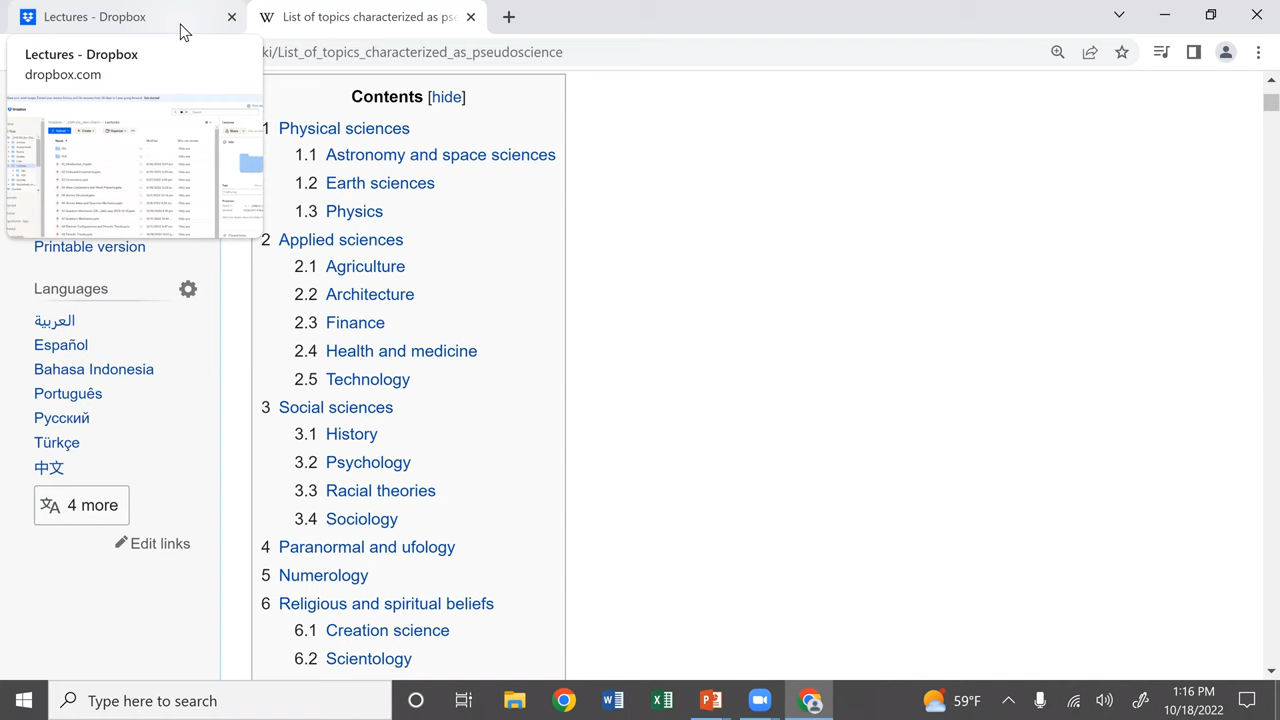 Lectures - Dropbox
List of topics characterized as pse
Lectures - Dropbox
dropbox.com
ki/List_of_topics_characterized_as_pseudoscience
Contents [hide]
1 Physical sciences
1.1 Astronomy and space sciences
1.2 Earth sciences
1.3 Physics
2 Applied sciences
2.1 Agriculture
2.2 Architecture
2.3 Finance
2.4 Health and medicine
2.5 Technology
3 Social sciences
3.1 History
3.2 Psychology
3.3 Racial theories
3.4 Sociology
4 Paranormal and ufology
5 Numerology
6 Religious and spiritual beliefs
6.1 Creation science
6.2 Scientology
Printable version
Languages
العربية
Español
Bahasa Indonesia
Português
Русский
Türkçe
中文
4 more
Edit links
Type here to search
59°F
1:16 PM
10/18/2022